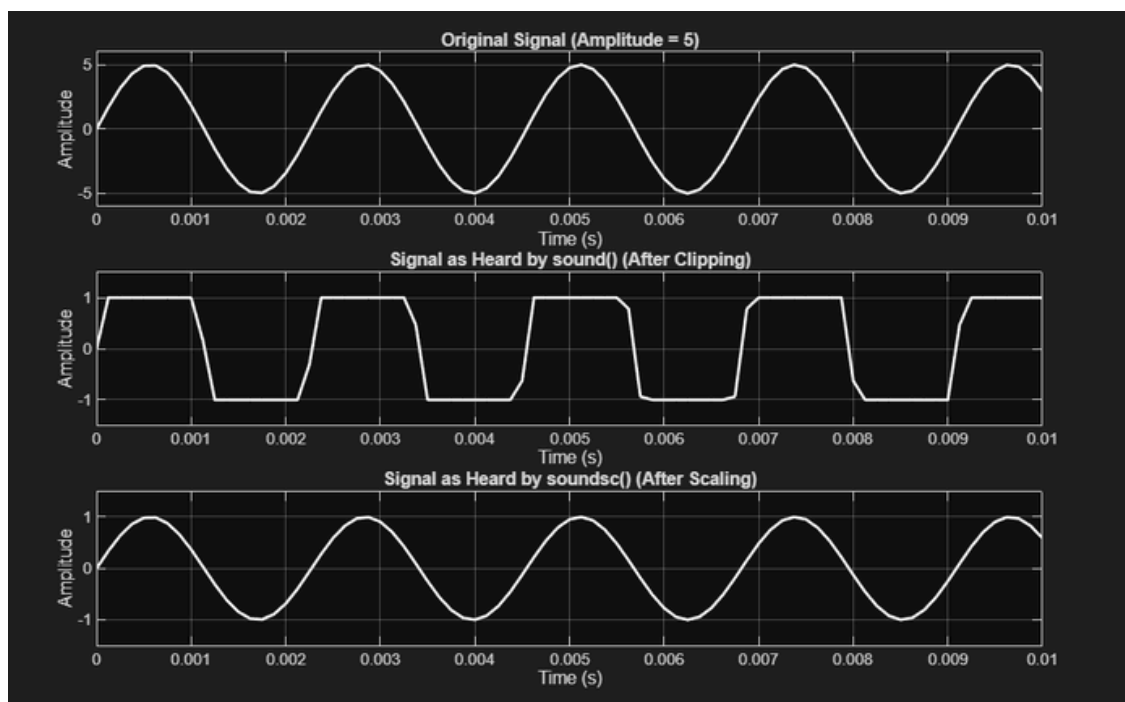 Original Signal (Amplitude = 5)
5
0
-5
Amplitude
0 0.001 0.002 0.003 0.004 0.005 0.006 0.007 0.008 0.009 0.01
Time (s)
Signal as Heard by sound() (After Clipping)
1
0
-1
Amplitude
0 0.001 0.002 0.003 0.004 0.005 0.006 0.007 0.008 0.009 0.01
Time (s)
Signal as Heard by soundsc() (After Scaling)
1
0
-1
Amplitude
0 0.001 0.002 0.003 0.004 0.005 0.006 0.007 0.008 0.009 0.01
Time (s)